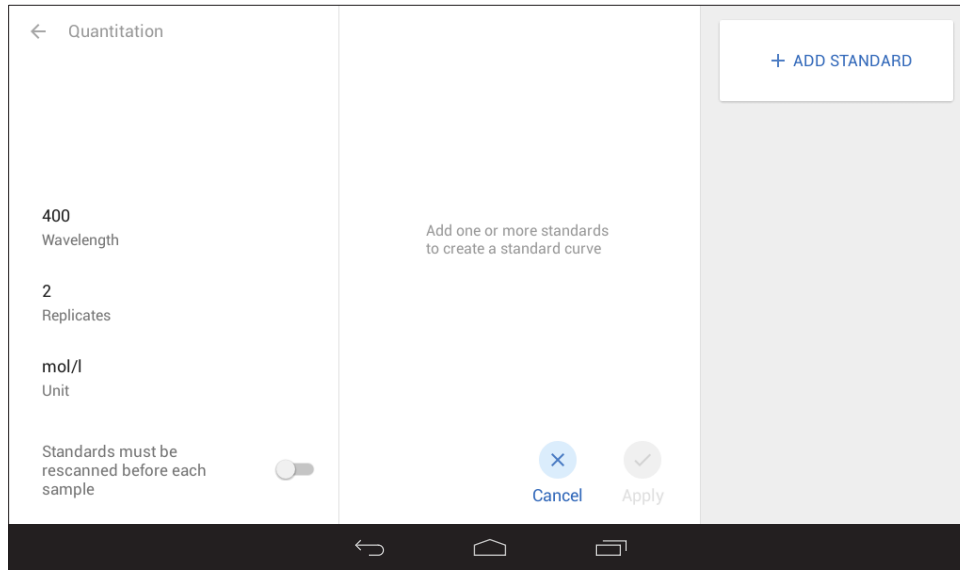 Quantitation
400
Wavelength
2
Replicates
mol/l
Unit
Standards must be
rescanned before each
sample
Add one or more standards
to create a standard curve
Cancel
Apply
+ ADD STANDARD